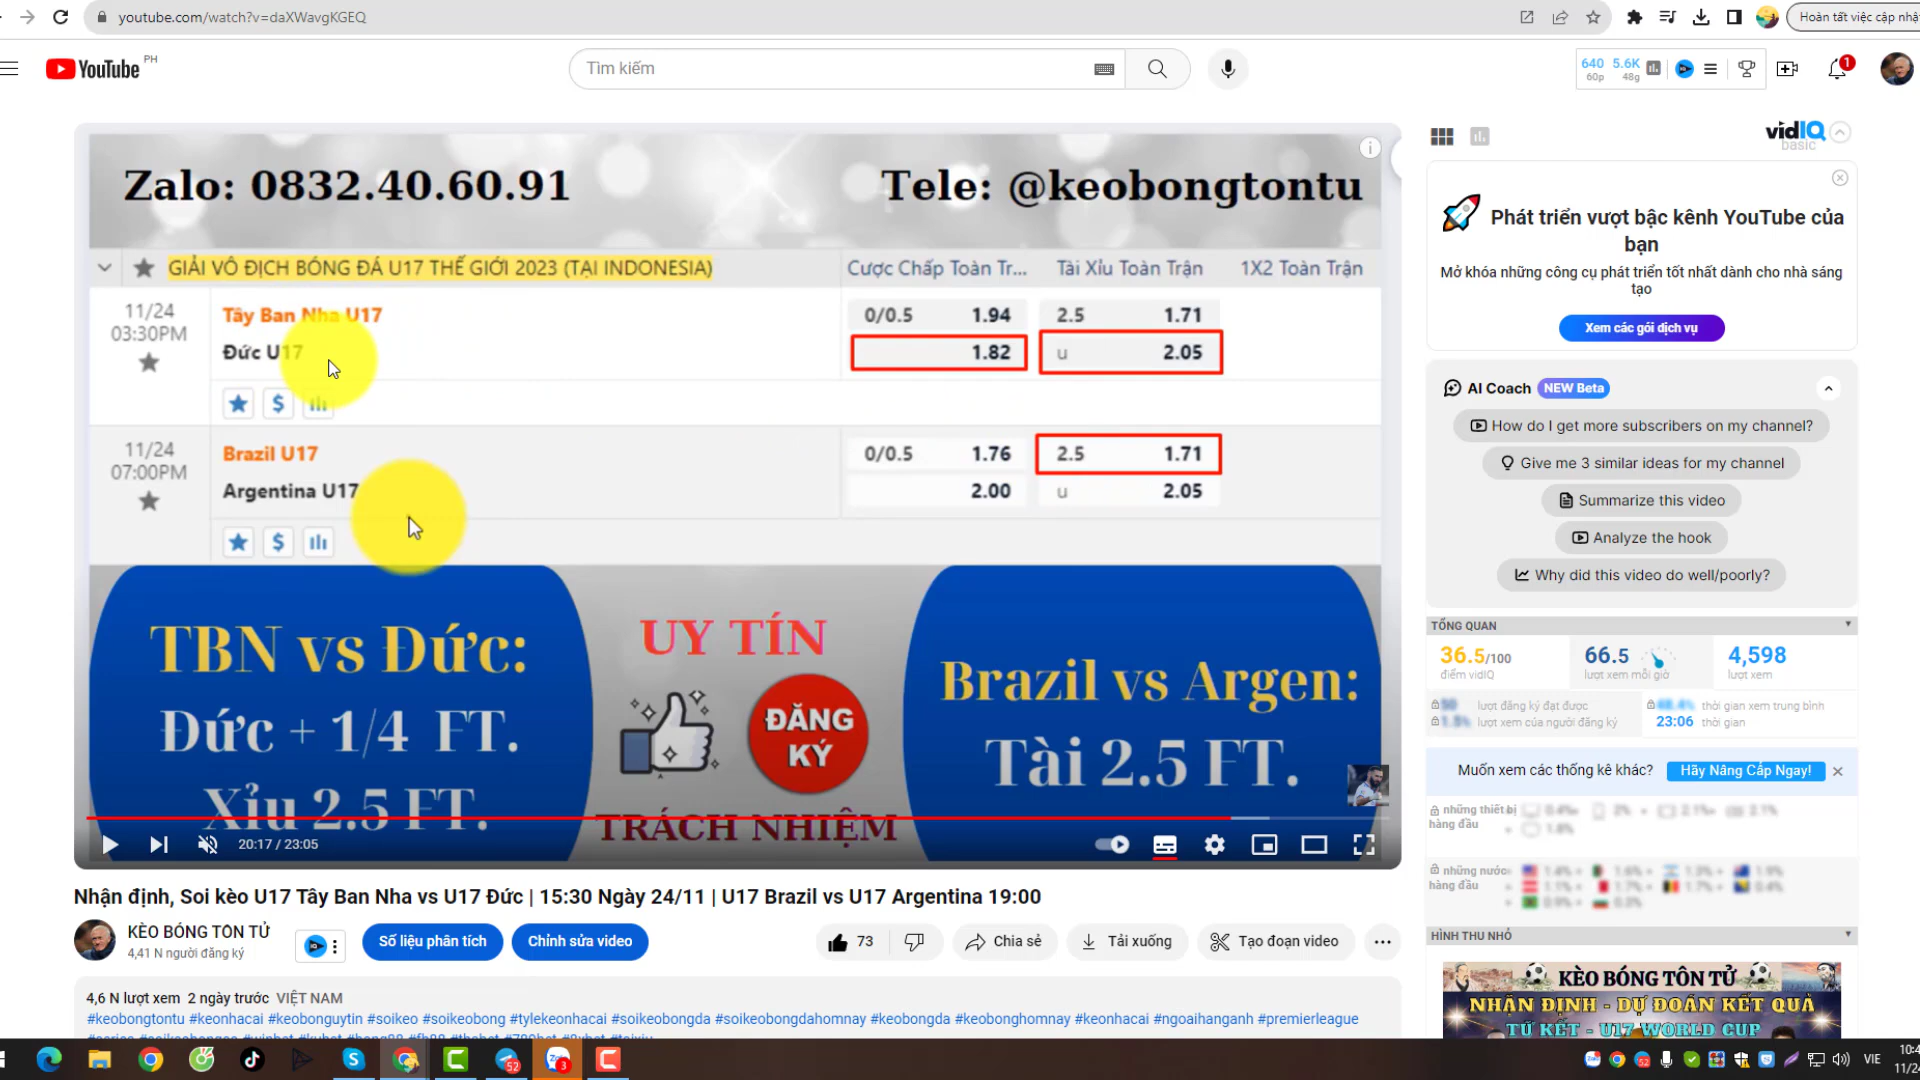 youtube.com/watch?v=daXWavgKGEQ
Hoàn tất việc cập nhậ
YouTube PH
Tìm kiếm
640 5.6K
60p 48g
1
Zalo: 0832.40.60.91 Tele: @keobongtontu
GIẢI VÔ ĐỊCH BÓNG ĐÁ U17 THẾ GIỚI 2023 (TẠI INDONESIA) Cược Chấp Toàn Tr... Tài Xỉu Toàn Trận 1X2 Toàn Trận
11/24 Tây Ban Nha U17 0/0.5 1.94 2.5 1.71
03:30PM Đức U17 1.82 u 2.05
11/24 Brazil U17 0/0.5 1.76 2.5 1.71
07:00PM Argentina U17 2.00 u 2.05
TBN vs Đức:
Đức + 1/4 FT.
Xỉu 2.5 FT.
UY TÍN
ĐĂNG
KÝ
TRÁCH NHIỆM
Brazil vs Argen:
Tài 2.5 FT.
20:17 / 23:05
Nhận định, Soi kèo U17 Tây Ban Nha vs U17 Đức | 15:30 Ngày 24/11 | U17 Brazil vs U17 Argentina 19:00
KÈO BÓNG TÔN TỬ
4,41 N người đăng ký
Số liệu phân tích
Chỉnh sửa video
73
Chia sẻ
Tải xuống
Tạo đoạn video
4,6 N lượt xem 2 ngày trước VIỆT NAM
#keobongtontu #keonhacai #keobonguytin #soikeo #soikeobong #tylekeonhacai #soikeobongda #soikeobongdahomnay #keobongda #keobonghomnay #keonhacai #ngoaihanganh #premierleague
vidIQ
basic
Phát triển vượt bậc kênh YouTube của
bạn
Mở khóa những công cụ phát triển tốt nhất dành cho nhà sáng
tạo
Xem các gói dịch vụ
AI Coach NEW Beta
How do I get more subscribers on my channel?
Give me 3 similar ideas for my channel
Summarize this video
Analyze the hook
Why did this video do well/poorly?
TỔNG QUAN
36.5/100 66.5 4,598
điểm vidIQ lượt xem mỗi giờ lượt xem
lượt đăng ký đạt được thời gian xem trung bình
lượt xem của người đăng ký 23:06 thời gian
Muốn xem các thống kê khác? Hãy Nâng Cấp Ngay!
những thiết bị
hàng đầu
những nước
hàng đầu
HÌNH THU NHỎ
KÈO BÓNG TÔN TỬ
NHẬN ĐỊNH - DỰ ĐOÁN KẾT QUẢ
TỨ KẾT - U17 WORLD CUP
52
3
VIE
10:4
11/24